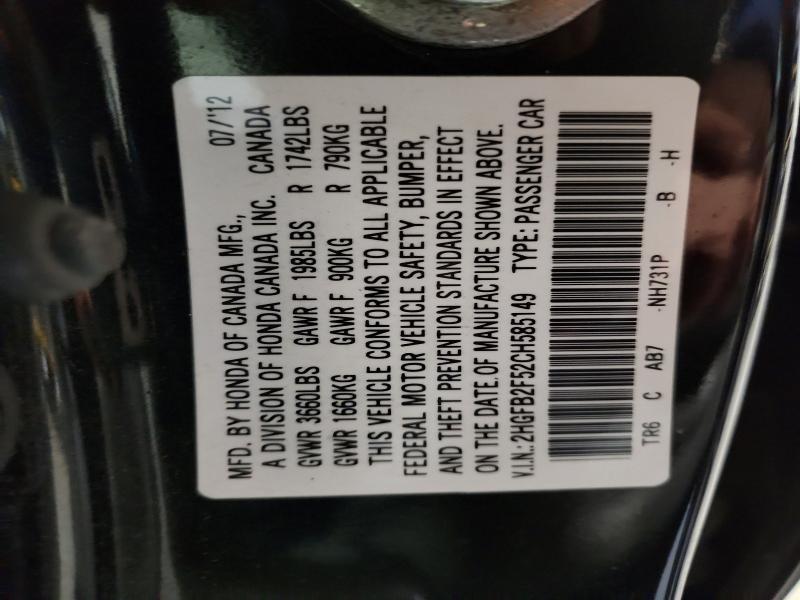 MFD. BY HONDA OF CANADA MFG., 07/'12
A DIVISION OF HONDA CANADA INC. CANADA
GVWR 3660LBS GAWR F 1985LBS R 1742LBS
GVWR 1660KG GAWR F 900KG R 790KG
THIS VEHICLE CONFORMS TO ALL APPLICABLE
FEDERAL MOTOR VEHICLE SAFETY, BUMPER,
AND THEFT PREVENTION STANDARDS IN EFFECT
ON THE DATE OF MANUFACTURE SHOWN ABOVE.
V.I.N.: 2HGFB2F52CH585149 TYPE: PASSENGER CAR
TR6 C AB7 -NH731P -B -H